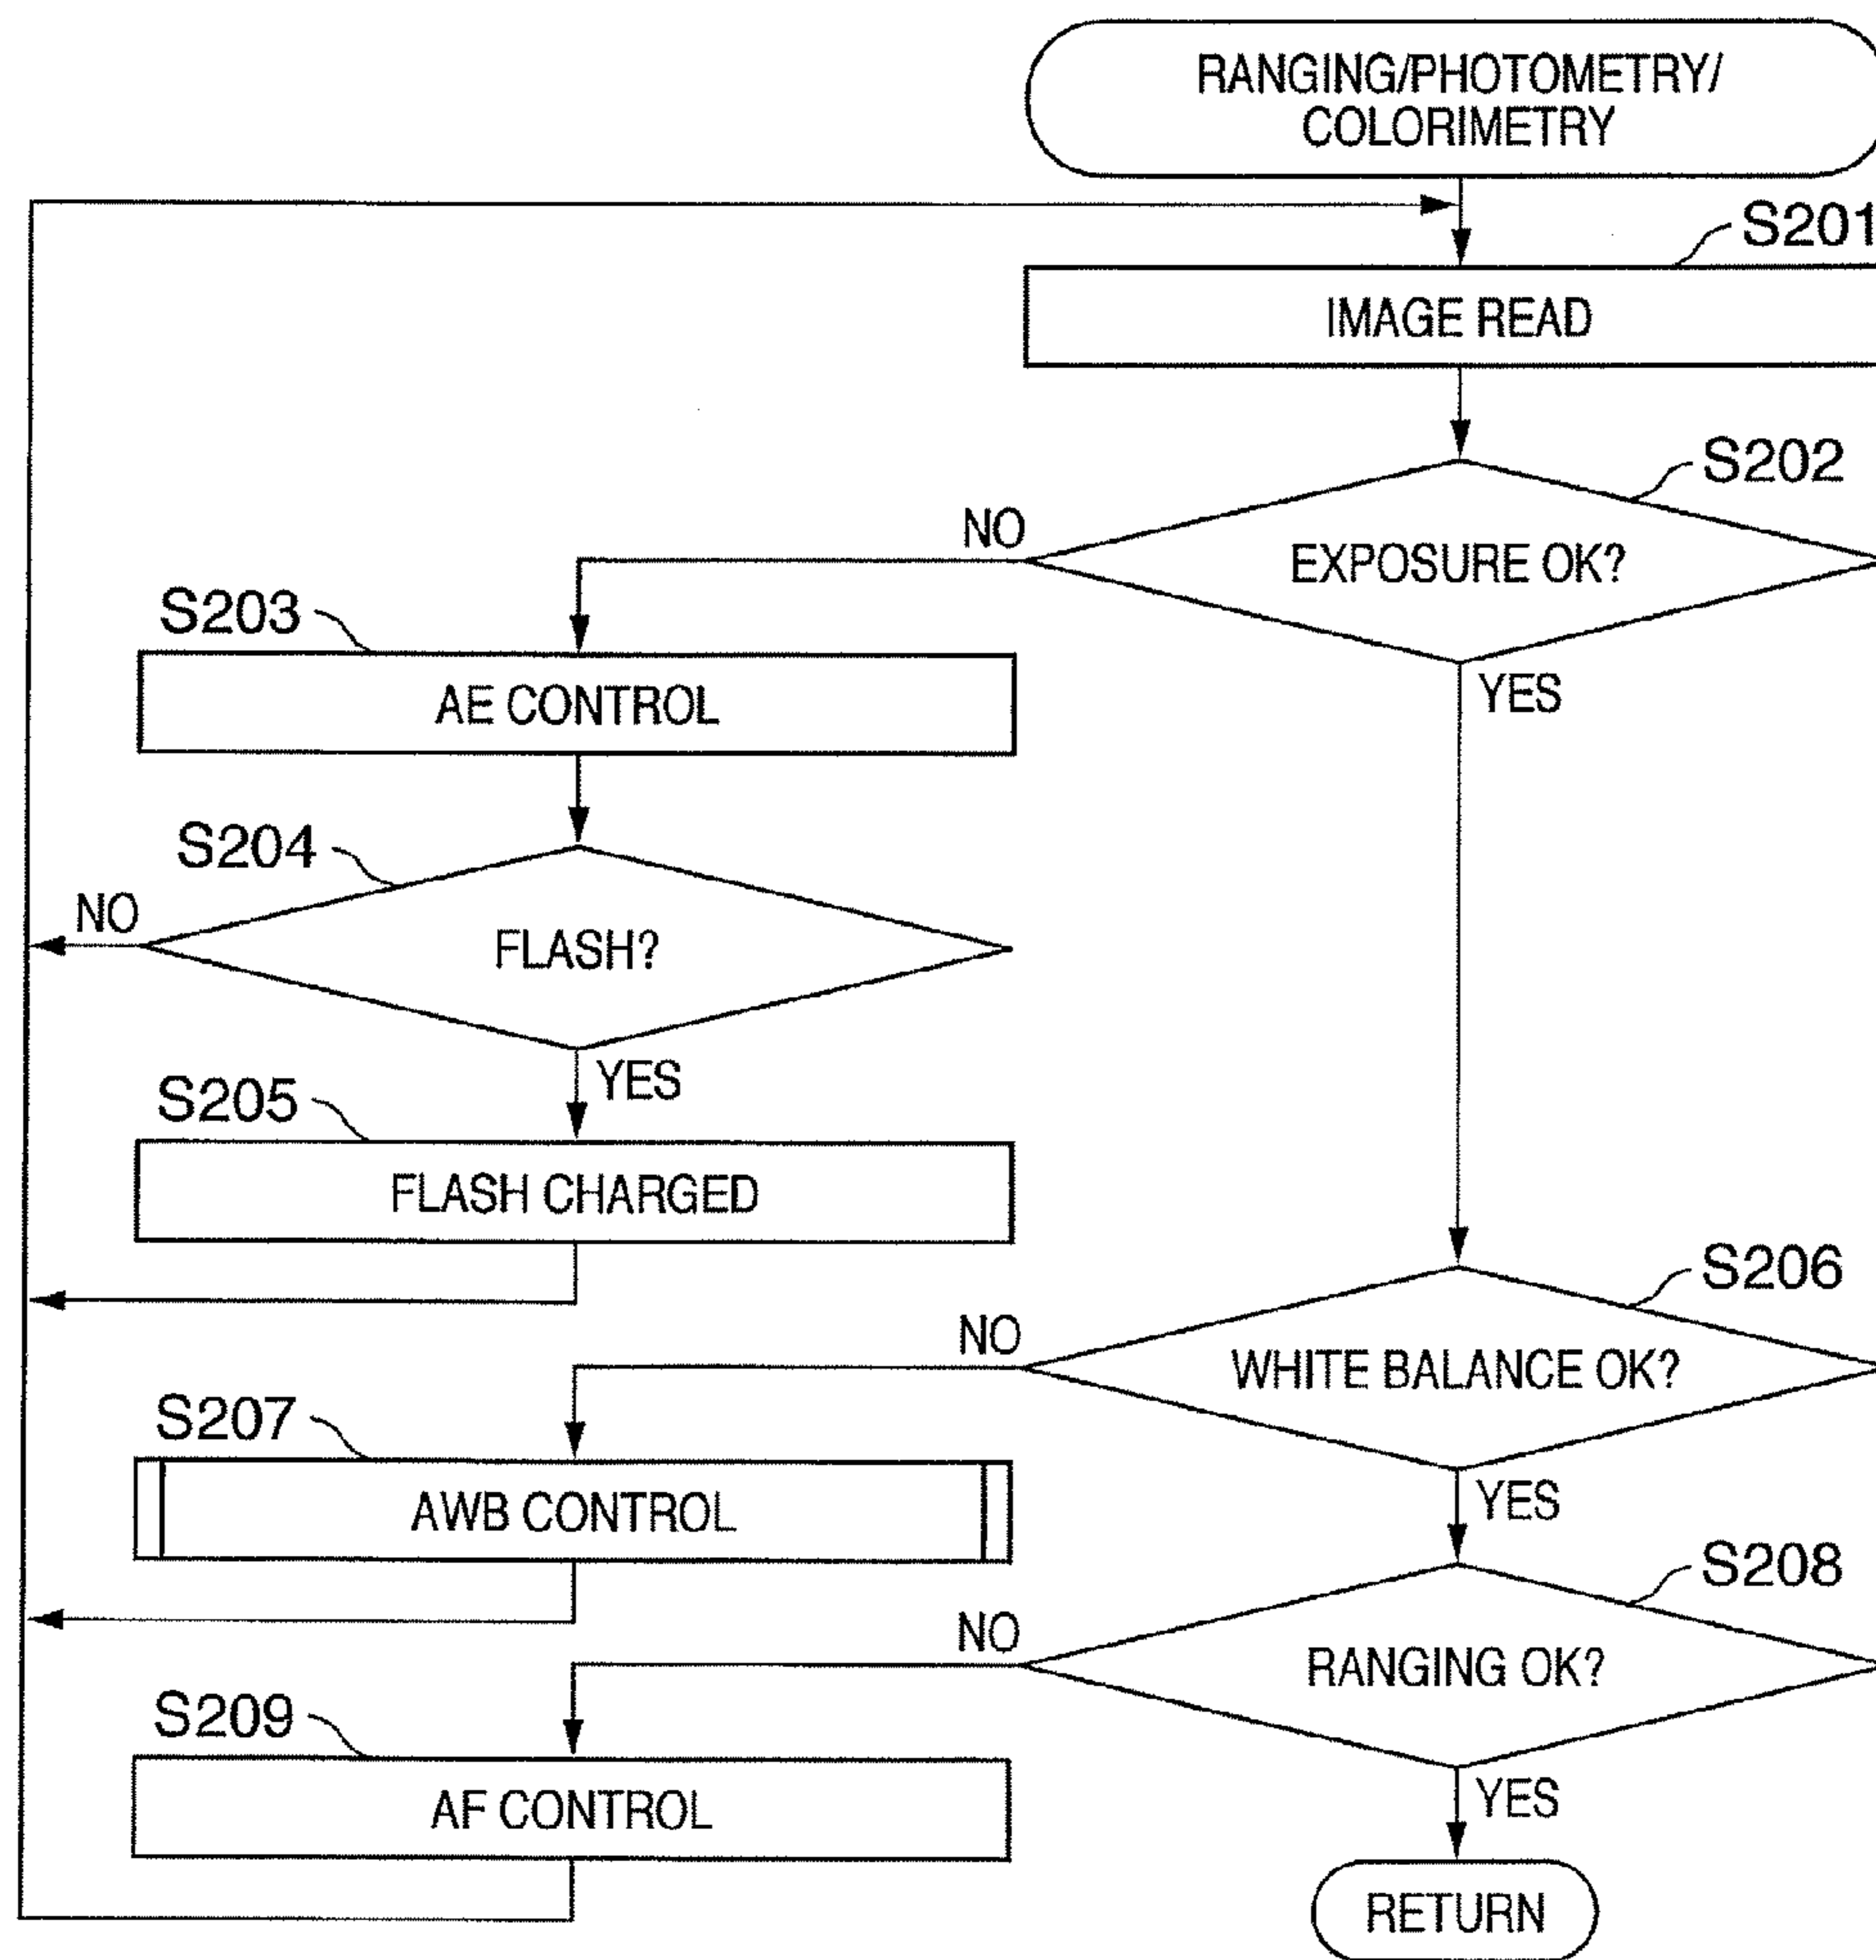 RANGING/PHOTOMETRY/
COLORIMETRY
S201
IMAGE READ
S202
NO
EXPOSURE OK?
YES
S203
AE CONTROL
S204
NO
FLASH?
YES
S205
FLASH CHARGED
S206
NO
WHITE BALANCE OK?
YES
S207
AWB CONTROL
S208
NO
RANGING OK?
YES
S209
AF CONTROL
RETURN